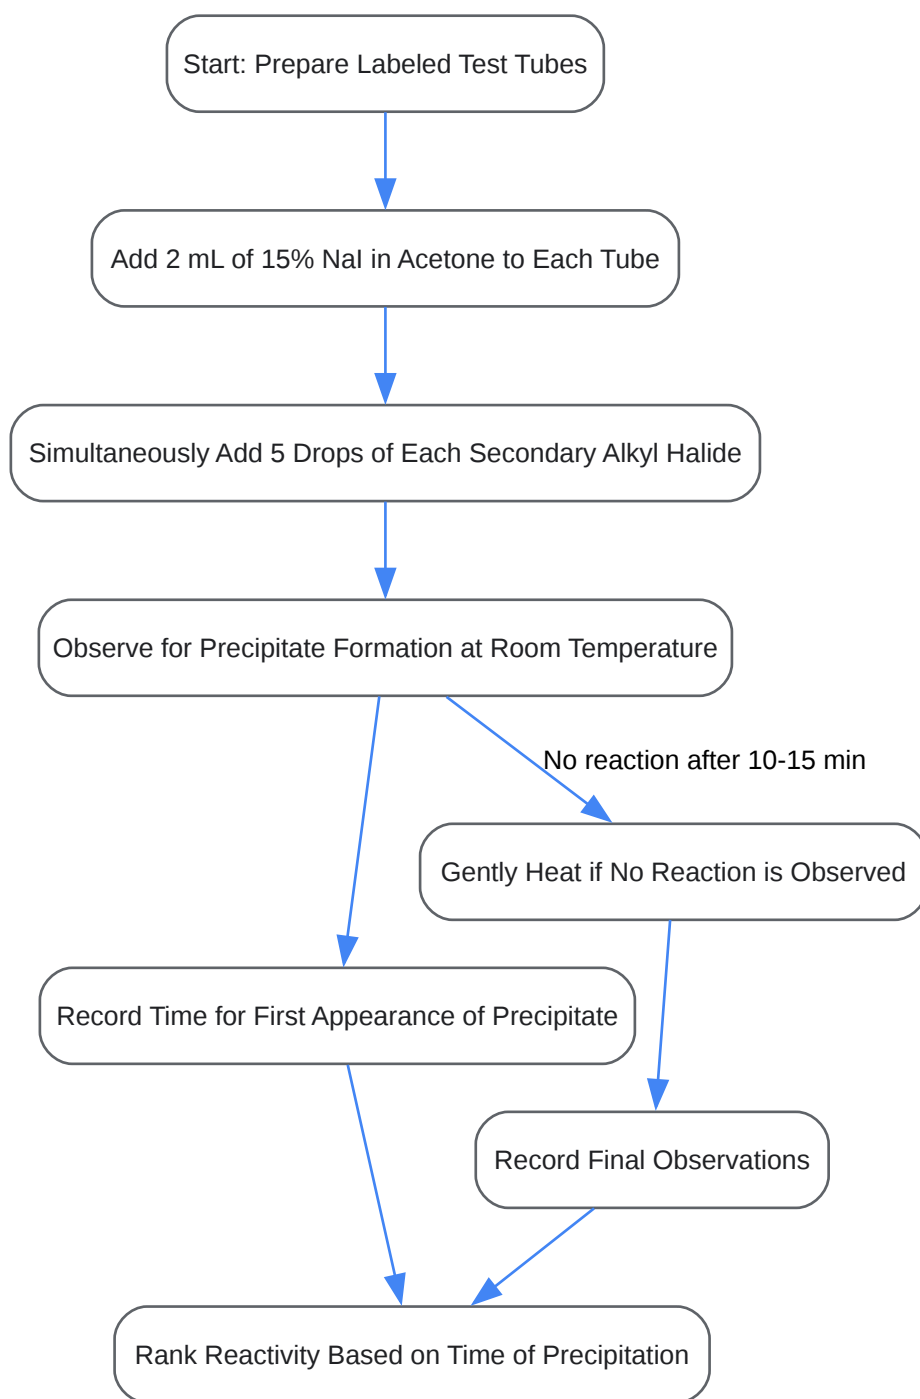 Start: Prepare Labeled Test Tubes
Add 2 mL of 15% NaI in Acetone to Each Tube
Simultaneously Add 5 Drops of Each Secondary Alkyl Halide
Observe for Precipitate Formation at Room Temperature
No reaction after 10-15 min
Gently Heat if No Reaction is Observed
Record Time for First Appearance of Precipitate
Record Final Observations
Rank Reactivity Based on Time of Precipitation